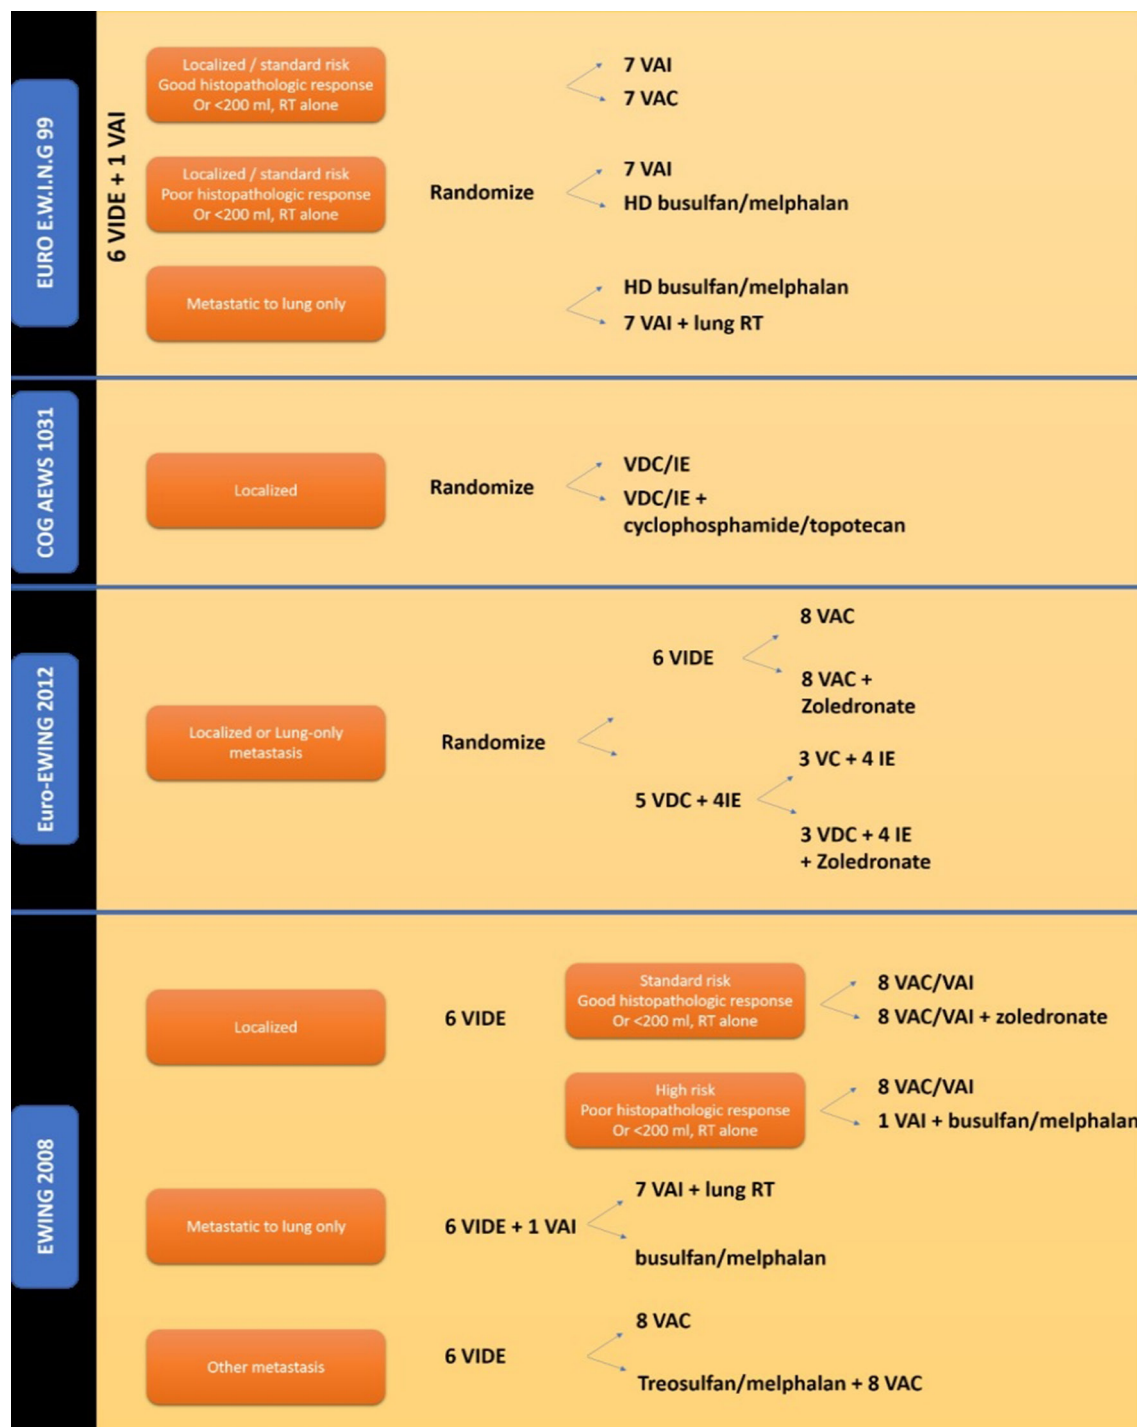 EURO E.W.I.N.G 99
6 VIDE + 1 VAI
Localized / standard risk
Good histopathologic response
Or <200 ml, RT alone
7 VAI
7 VAC
Localized / standard risk
Poor histopathologic response
Or <200 ml, RT alone
Randomize
7 VAI
HD busulfan/melphalan
Metastatic to lung only
HD busulfan/melphalan
7 VAI + lung RT
COG AEWS 1031
Localized
Randomize
VDC/IE
VDC/IE +
cyclophosphamide/topotecan
Euro-EWING 2012
Localized or Lung-only
metastasis
Randomize
6 VIDE
8 VAC
8 VAC +
Zoledronate
5 VDC + 4IE
3 VC + 4 IE
3 VDC + 4 IE
+ Zoledronate
EWING 2008
Localized
6 VIDE
Standard risk
Good histopathologic response
Or <200 ml, RT alone
8 VAC/VAI
8 VAC/VAI + zoledronate
High risk
Poor histopathologic response
Or <200 ml, RT alone
8 VAC/VAI
1 VAI + busulfan/melphalan
Metastatic to lung only
6 VIDE + 1 VAI
7 VAI + lung RT
busulfan/melphalan
Other metastasis
6 VIDE
8 VAC
Treosulfan/melphalan + 8 VAC